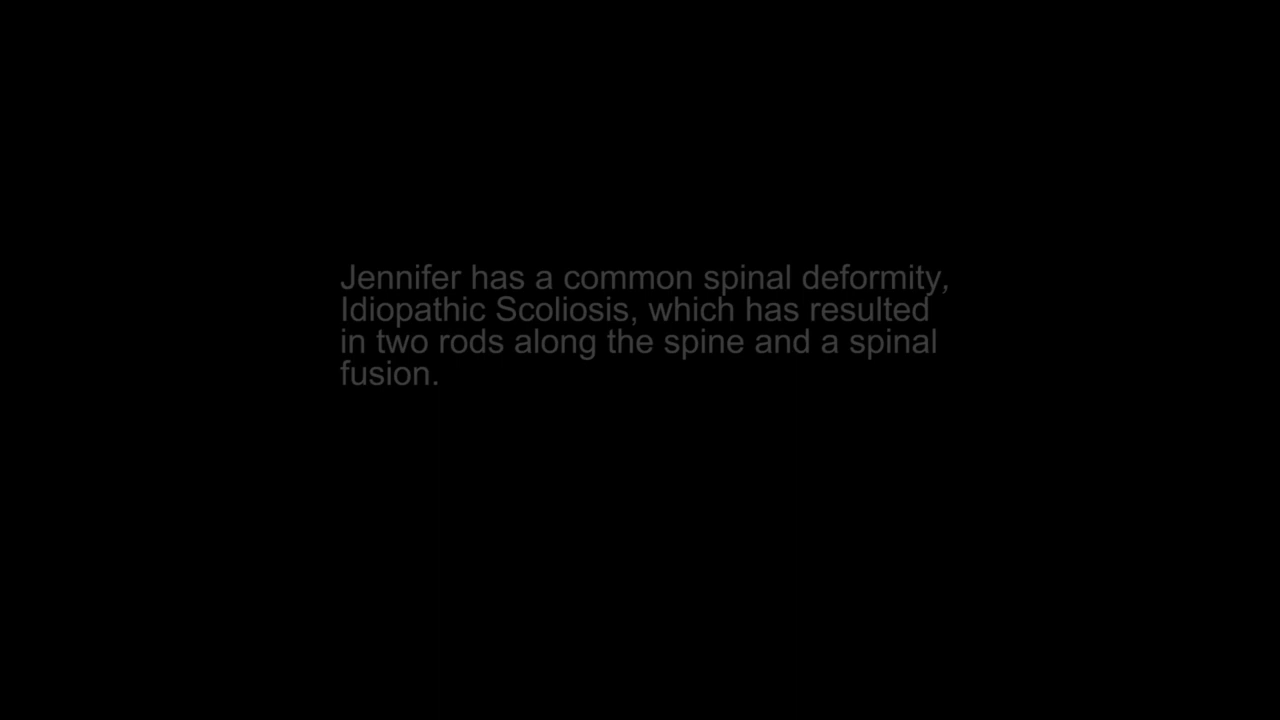 Jennifer has a common spinal deformity,
Idiopathic Scoliosis, which has resulted
in two rods along the spine and a spinal
fusion.